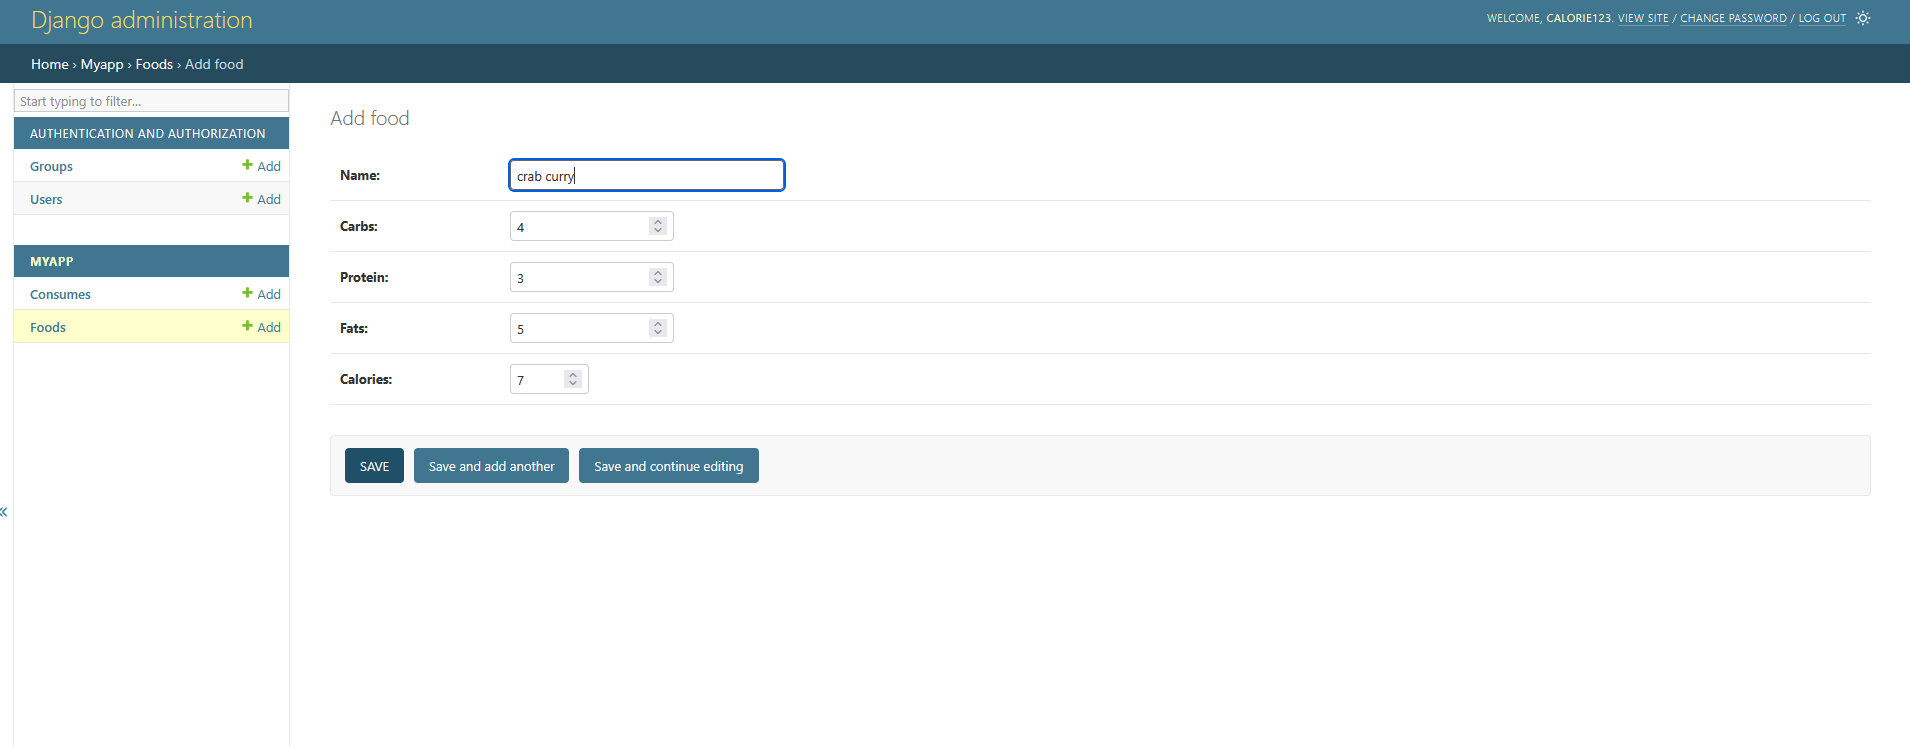 Django administration
WELCOME, CALORIE123. VIEW SITE / CHANGE PASSWORD / LOG OUT
Home › Myapp › Foods › Add food
Start typing to filter...
AUTHENTICATION AND AUTHORIZATION
Groups + Add
Users + Add
MYAPP
Consumes + Add
Foods + Add
«
Add food
Name: crab curry
Carbs: 4
Protein: 3
Fats: 5
Calories: 7
SAVE Save and add another Save and continue editing